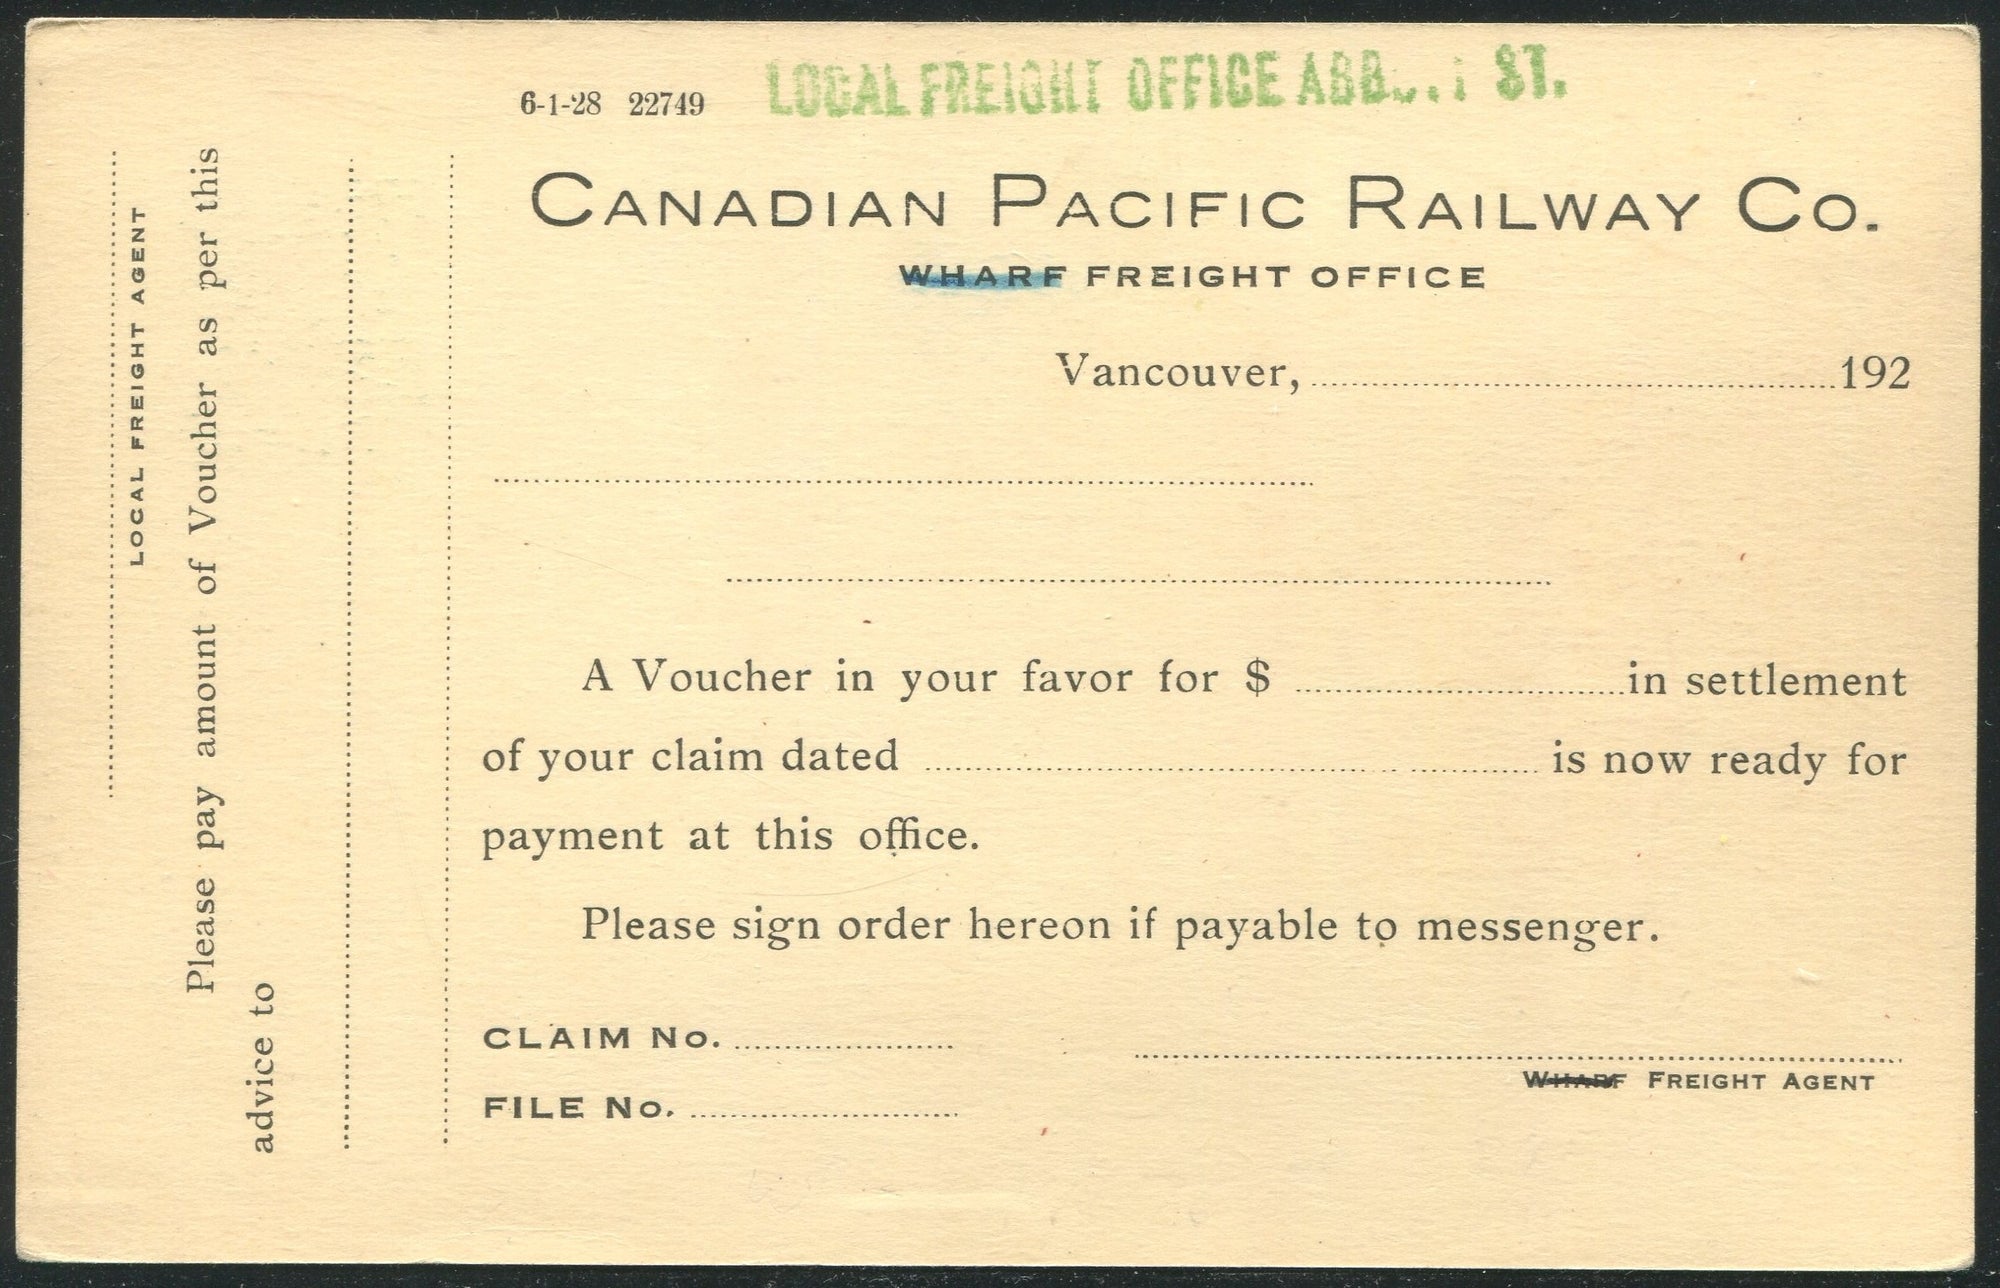 6-1-28 22749
LOCAL FREIGHT OFFICE ST.
CANADIAN PACIFIC RAILWAY CO.
WHARF FREIGHT OFFICE
Vancouver, ........ 192
A Voucher in your favor for $ ........ in settlement
of your claim dated ........ is now ready for
payment at this office.
Please sign order hereon if payable to messenger.
CLAIM No. ........
FILE No. ........
WHARF FREIGHT AGENT
LOCAL FREIGHT AGENT
Please pay amount of Voucher as per this
advice to